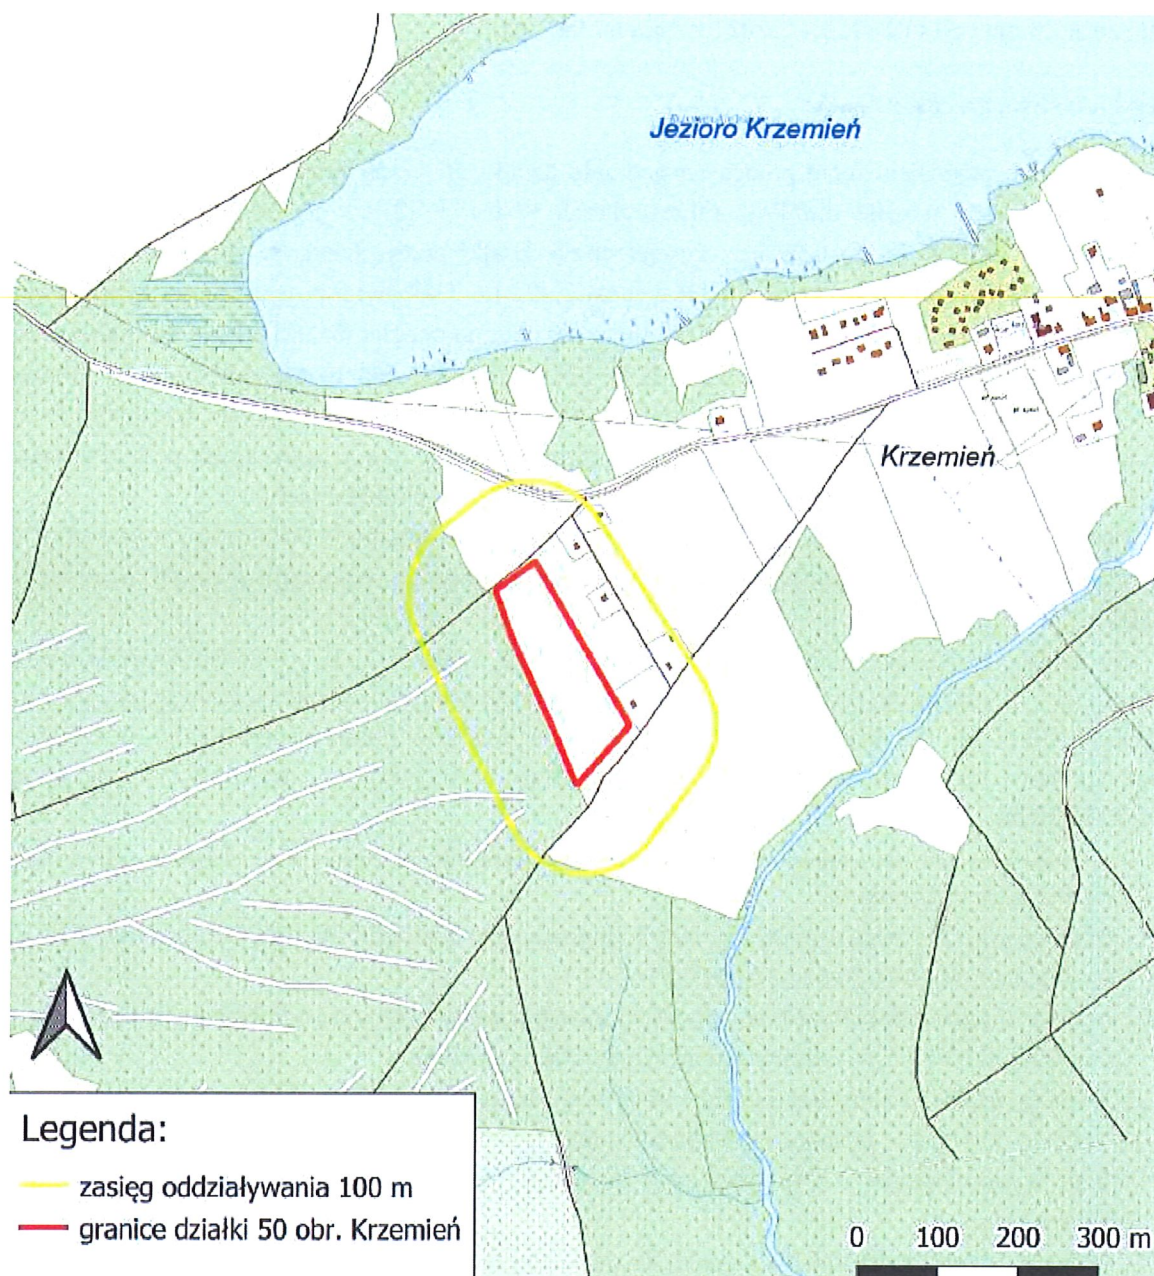 Jezioro Krzemień
Krzemień
Legenda:
zasięg oddziaływania 100 m
granice działki 50 obr. Krzemień
0 100 200 300 m